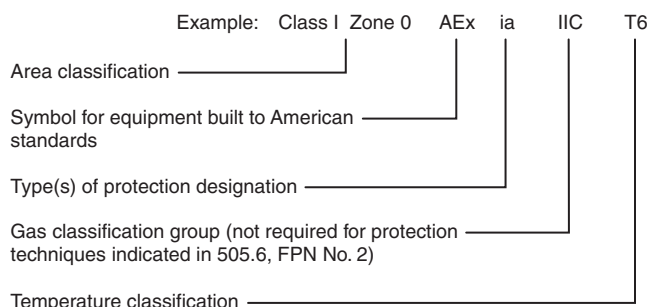 Example: Class I Zone 0 AEx ia IIC T6
Area classification
Symbol for equipment built to American
standards
Type(s) of protection designation
Gas classification group (not required for protection
techniques indicated in 505.6, FPN No. 2)
Temperature classification